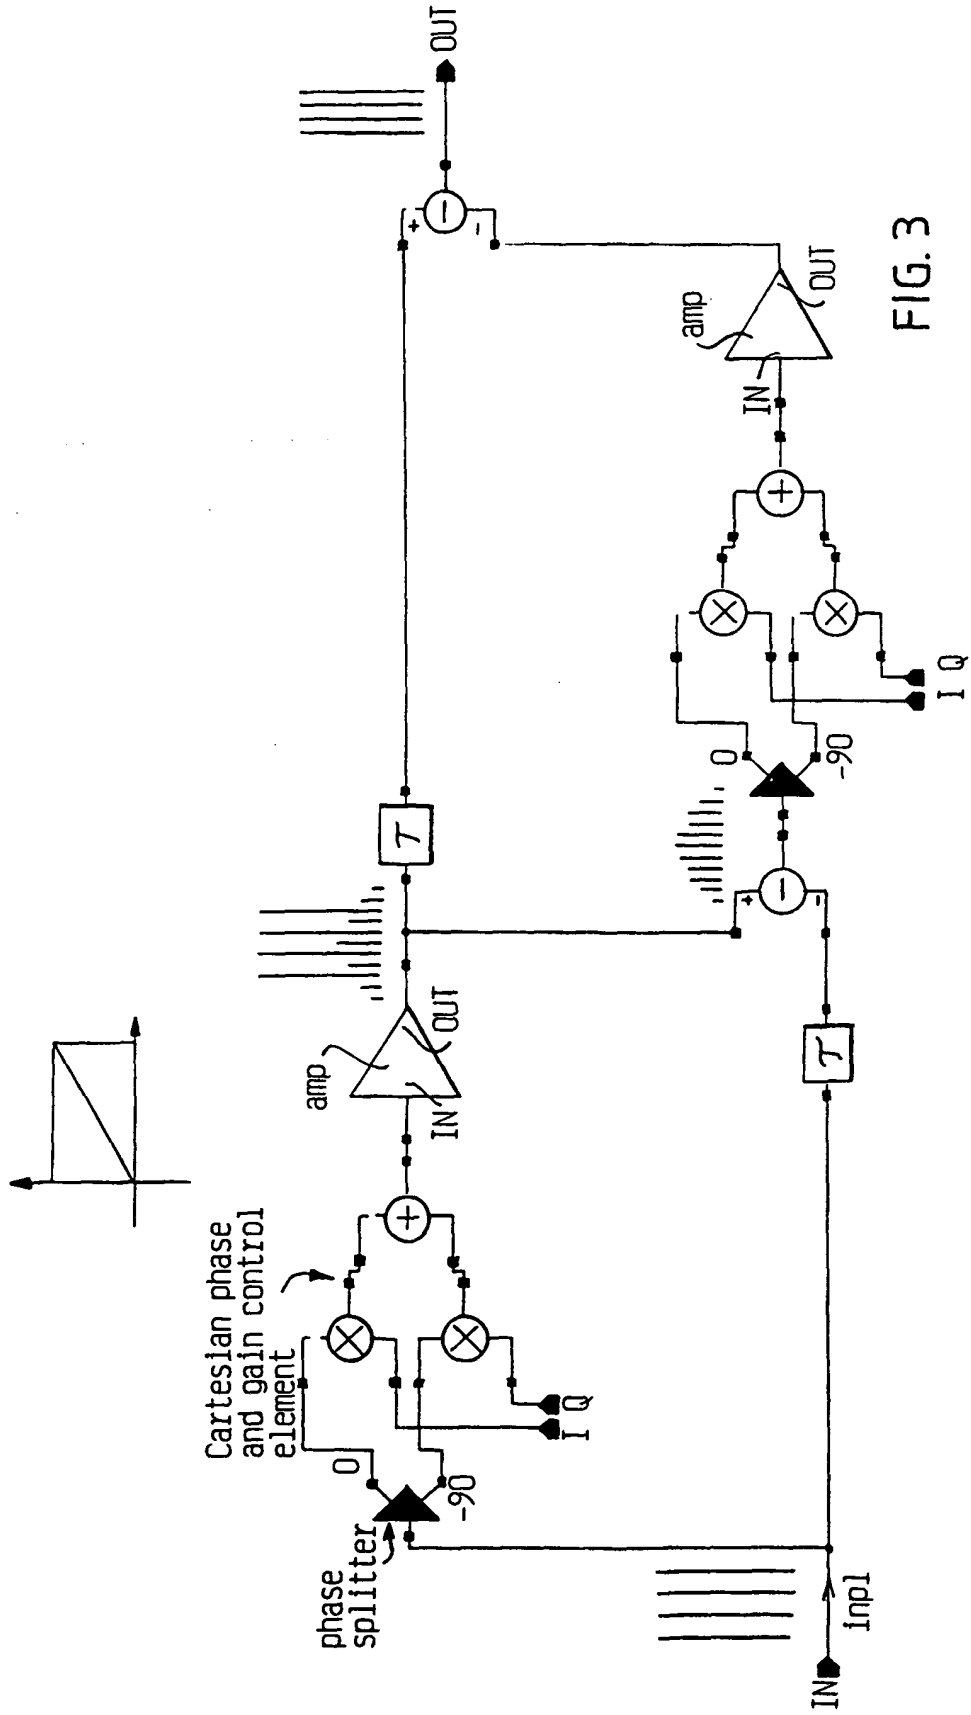 OUT
+
−
−
FIG. 3
amp
OUT
IN
+
×
×
I Q
0
-90
τ
+
−
−
τ
amp
OUT
IN
Cartesian phase
and gain control
element
+
×
×
I Q
0
-90
phase
splitter
IN
inpl